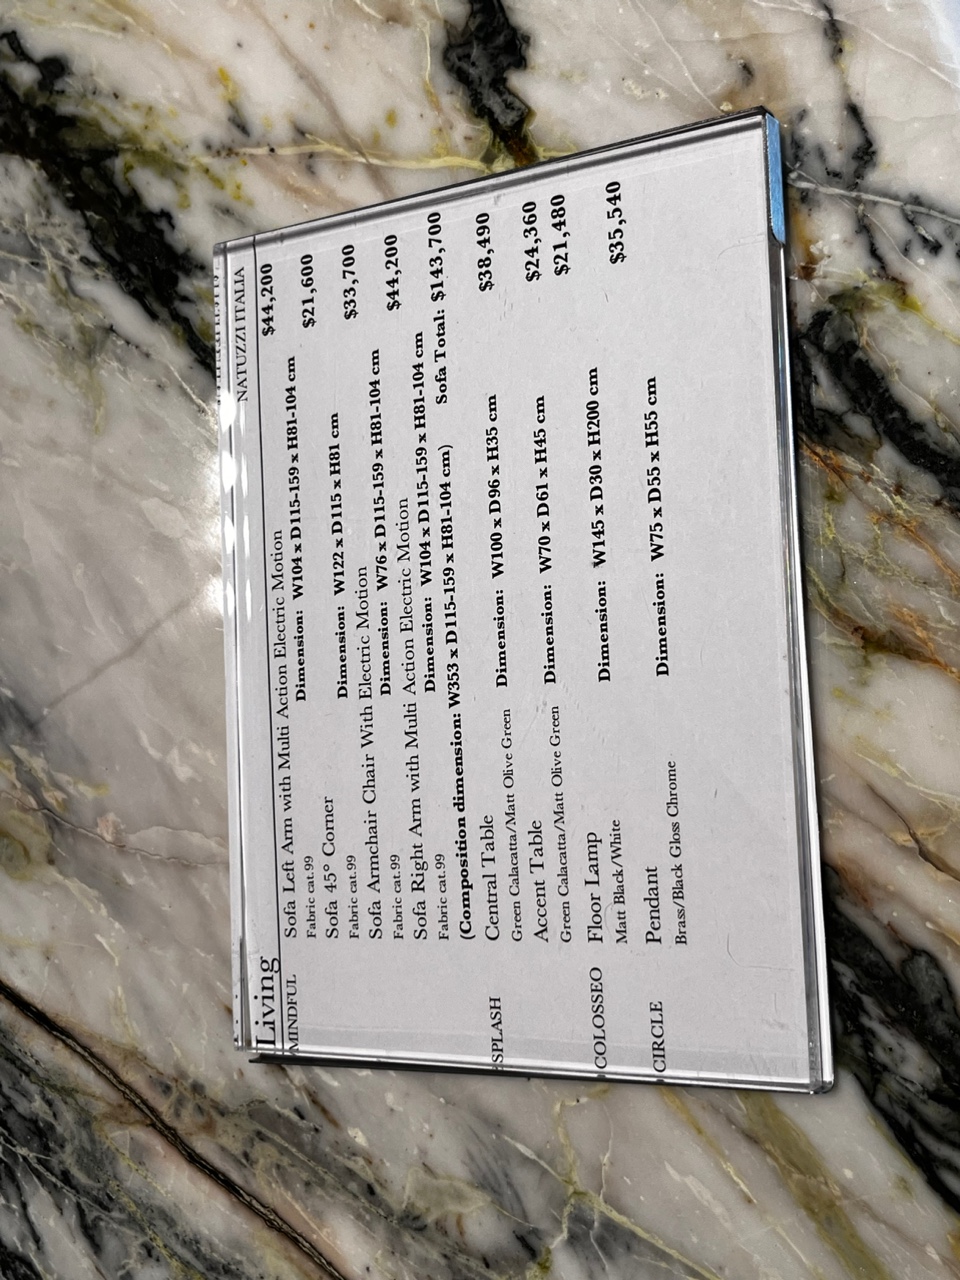 Living NATUZZI ITALIA
MINDFUL Sofa Left Arm with Multi Action Electric Motion $44,200
Fabric cat.99 Dimension: W104 x D115-159 x H81-104 cm
Sofa 45° Corner $21,600
Fabric cat.99 Dimension: W122 x D115 x H81 cm
Sofa Armchair Chair With Electric Motion $33,700
Fabric cat.99 Dimension: W76 x D115-159 x H81-104 cm
Sofa Right Arm with Multi Action Electric Motion $44,200
Fabric cat.99 Dimension: W104 x D115-159 x H81-104 cm
(Composition dimension: W353 x D115-159 x H81-104 cm) Sofa Total: $143,700
SPLASH Central Table
Green Calacatta/Matt Olive Green Dimension: W100 x D96 x H35 cm $38,490
Accent Table
Green Calacatta/Matt Olive Green Dimension: W70 x D61 x H45 cm $24,360
COLOSSEO Floor Lamp $21,480
Matt Black/White Dimension: W145 x D30 x H200 cm
CIRCLE Pendant $35,540
Brass/Black Gloss Chrome Dimension: W75 x D55 x H55 cm